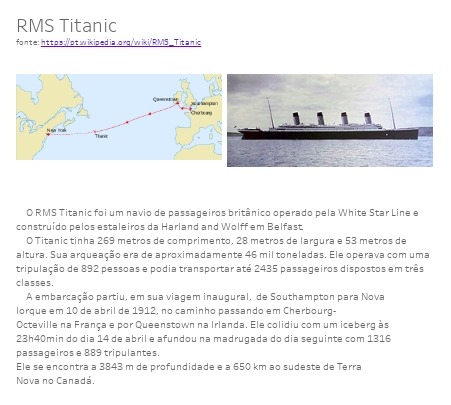 RMS Titanic
fonte: https://pt.wikipedia.org/wiki/RMS_Titanic
Queenstown
Southampton
Cherbourg
New York
Titanic
O RMS Titanic foi um navio de passageiros britânico operado pela White Star Line e
construído pelos estaleiros da Harland and Wolff em Belfast.
O Titanic tinha 269 metros de comprimento, 28 metros de largura e 53 metros de
altura. Sua arqueação era de aproximadamente 46 mil toneladas. Ele operava com uma
tripulação de 892 pessoas e podia transportar até 2435 passageiros dispostos em três
classes.
A embarcação partiu, em sua viagem inaugural, de Southampton para Nova
Iorque em 10 de abril de 1912, no caminho passando em Cherbourg-
Octeville na França e por Queenstown na Irlanda. Ele colidiu com um iceberg às
23h40min do dia 14 de abril e afundou na madrugada do dia seguinte com 1316
passageiros e 889 tripulantes.
Ele se encontra a 3843 m de profundidade e a 650 km ao sudeste de Terra
Nova no Canadá.